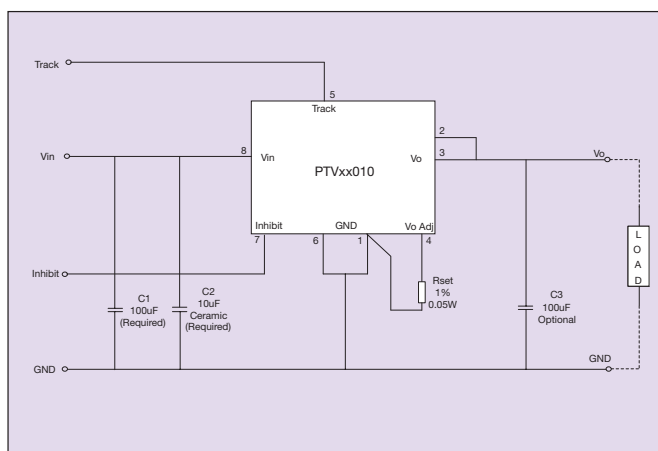 Track
5
Track
2
Vin
8
Vin
Vo
3
Vo
PTVxx010
Inhibit
GND
Vo Adj
7
6
1
4
L
O
A
D
Inhibit
C1
100uF
(Required)
C2
10uF
Ceramic
(Required)
Rset
1%
0.05W
C3
100uF
Optional
GND
GND